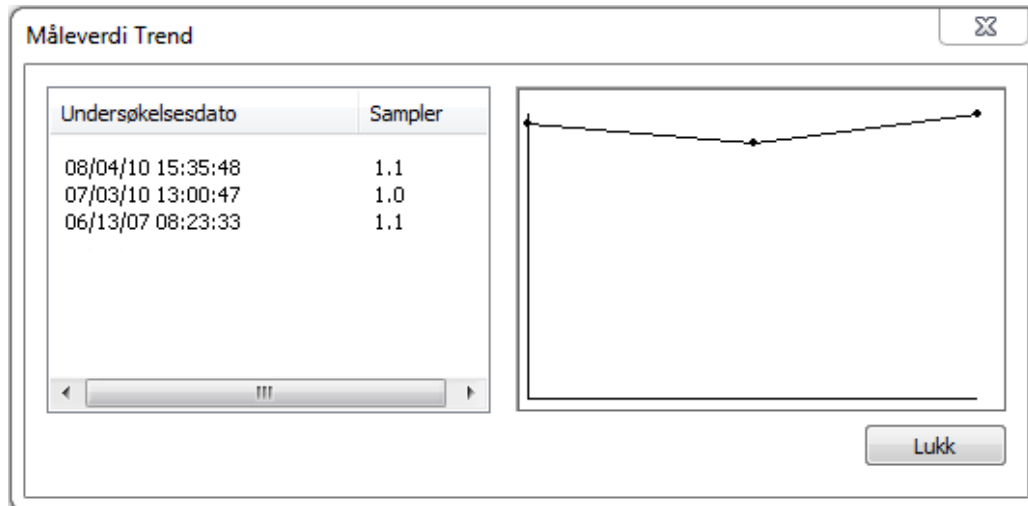 Måleverdi Trend
Undersøkelsesdato Sampler
08/04/10 15:35:48 1.1
07/03/10 13:00:47 1.0
06/13/07 08:23:33 1.1
Lukk